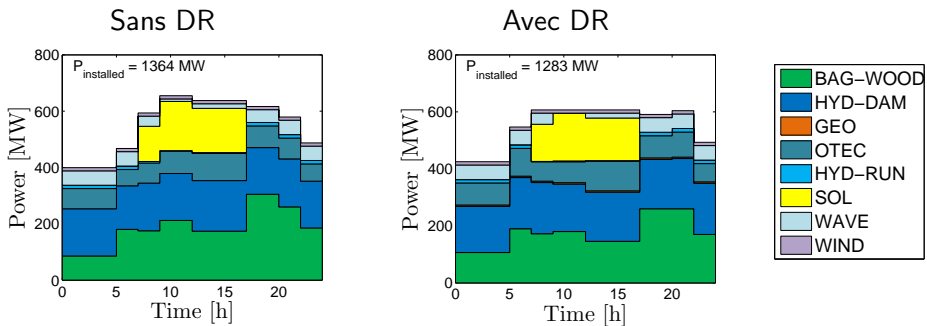 Sans DR
Avec DR
P_installed = 1364 MW
800
600
400
200
0
Power [MW]
0 5 10 15 20
Time [h]
P_installed = 1283 MW
800
600
400
200
0
Power [MW]
0 5 10 15 20
Time [h]
BAG-WOOD
HYD-DAM
GEO
OTEC
HYD-RUN
SOL
WAVE
WIND